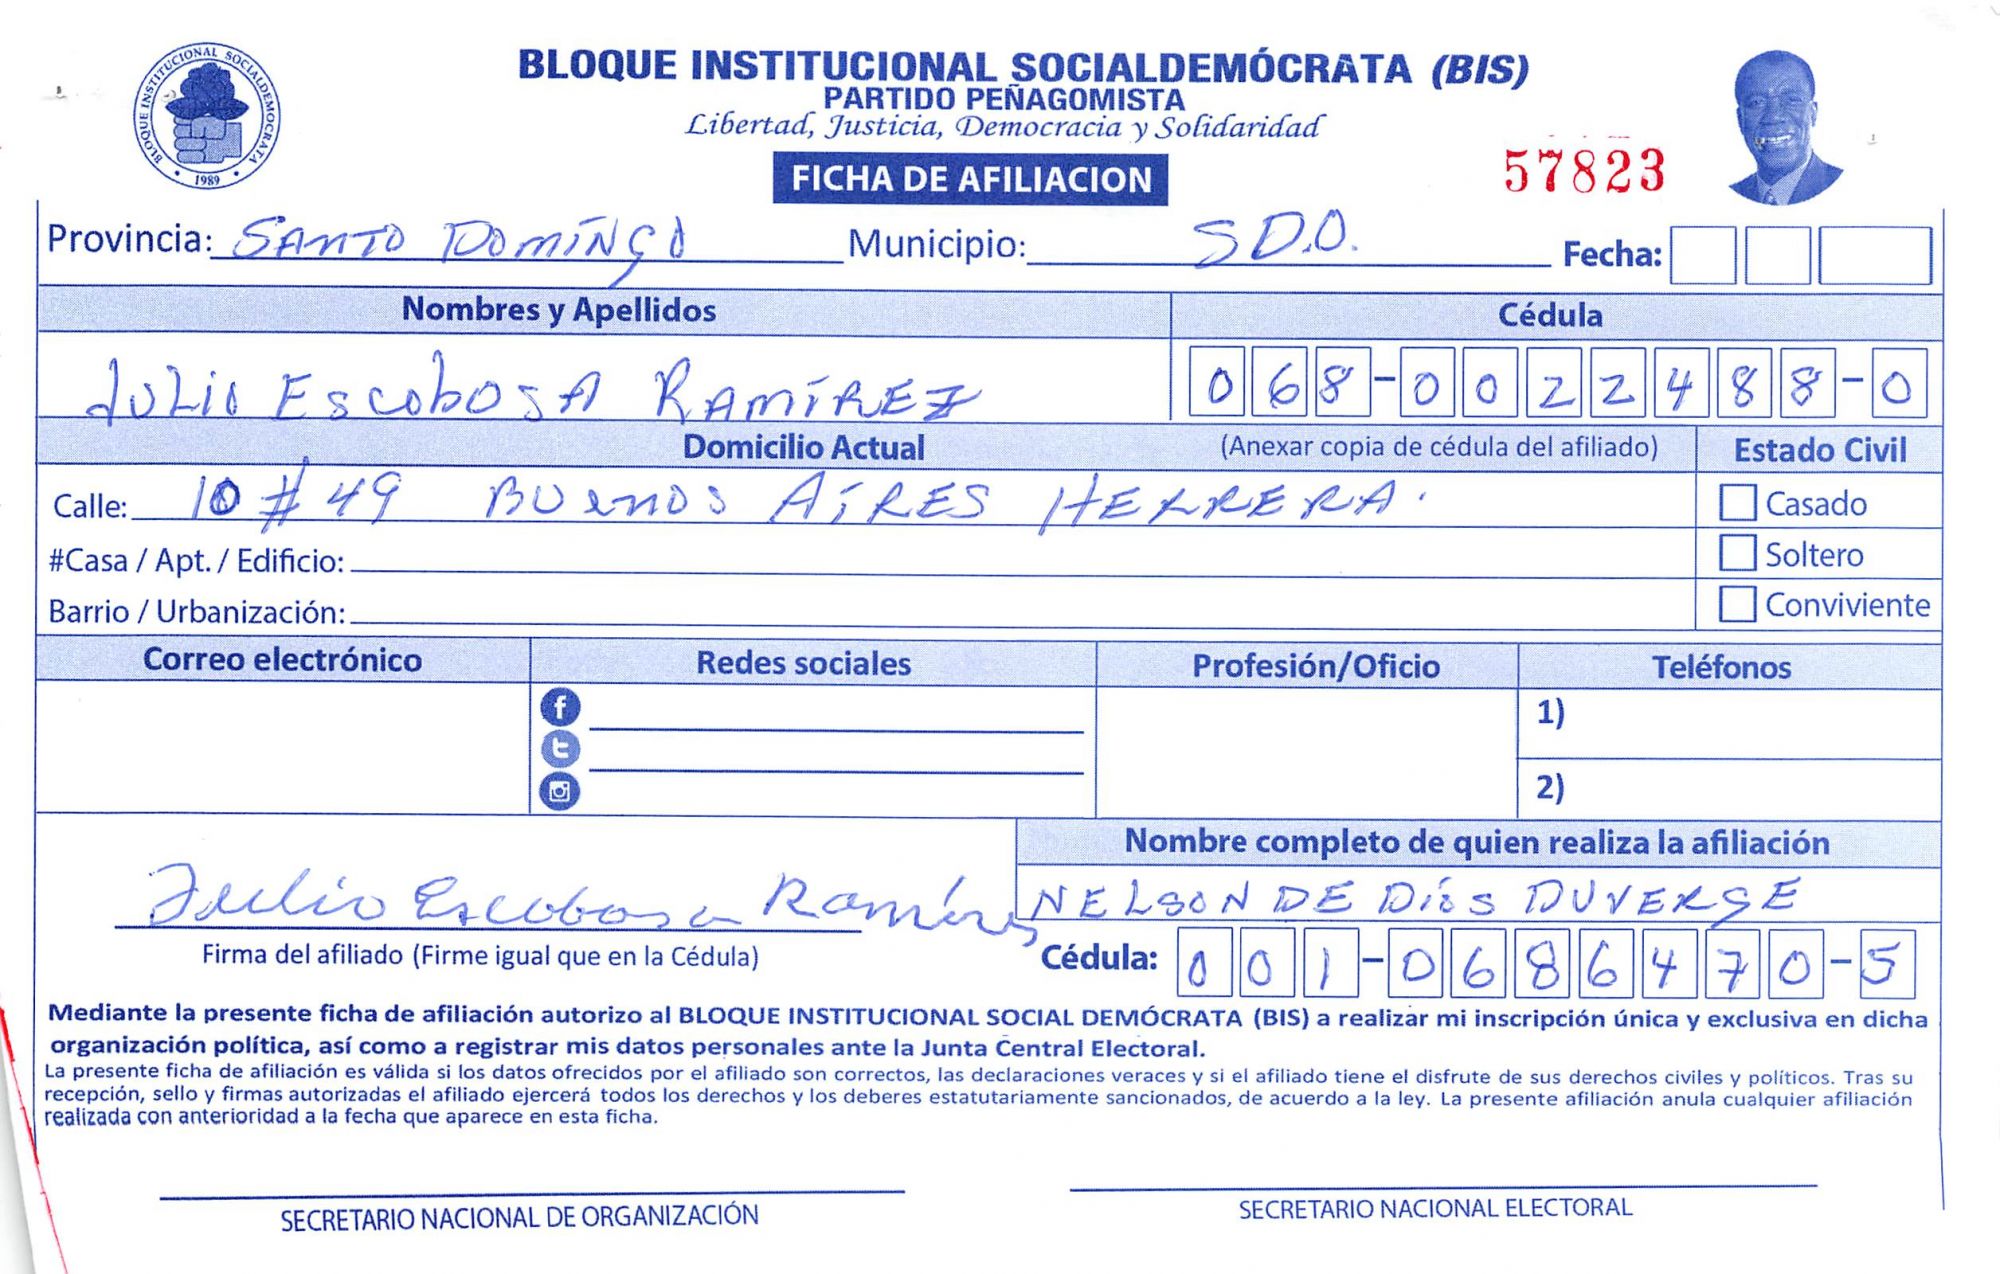 BLOQUE INSTITUCIONAL SOCIALDEMÓCRATA
1989
BLOQUE INSTITUCIONAL SOCIALDEMÓCRATA (BIS)
PARTIDO PEÑAGOMISTA
Libertad, Justicia, Democracia y Solidaridad
FICHA DE AFILIACION
57823
Provincia: SANTO DOMINGO Municipio: S D.O. Fecha:
Nombres y Apellidos Cédula
Julio EscobosA RAMÍREZ 068-0022488-0
Domicilio Actual (Anexar copia de cédula del afiliado) Estado Civil
Calle: 10 # 49 BUENOS AIRES HERRERA. Casado
#Casa / Apt. / Edificio: Soltero
Barrio / Urbanización: Conviviente
Correo electrónico Redes sociales Profesión/Oficio Teléfonos
1)
2)
Nombre completo de quien realiza la afiliación
Julio Escobosa Ramírez NELSON DE DIOS DUVERGE
Firma del afiliado (Firme igual que en la Cédula) Cédula: 001-0686470-5
Mediante la presente ficha de afiliación autorizo al BLOQUE INSTITUCIONAL SOCIAL DEMÓCRATA (BIS) a realizar mi inscripción única y exclusiva en dicha
organización política, así como a registrar mis datos personales ante la Junta Central Electoral.
La presente ficha de afiliación es válida si los datos ofrecidos por el afiliado son correctos, las declaraciones veraces y si el afiliado tiene el disfrute de sus derechos civiles y políticos. Tras su
recepción, sello y firmas autorizadas el afiliado ejercerá todos los derechos y los deberes estatutariamente sancionados, de acuerdo a la ley. La presente afiliación anula cualquier afiliación
realizada con anterioridad a la fecha que aparece en esta ficha.
SECRETARIO NACIONAL DE ORGANIZACIÓN SECRETARIO NACIONAL ELECTORAL